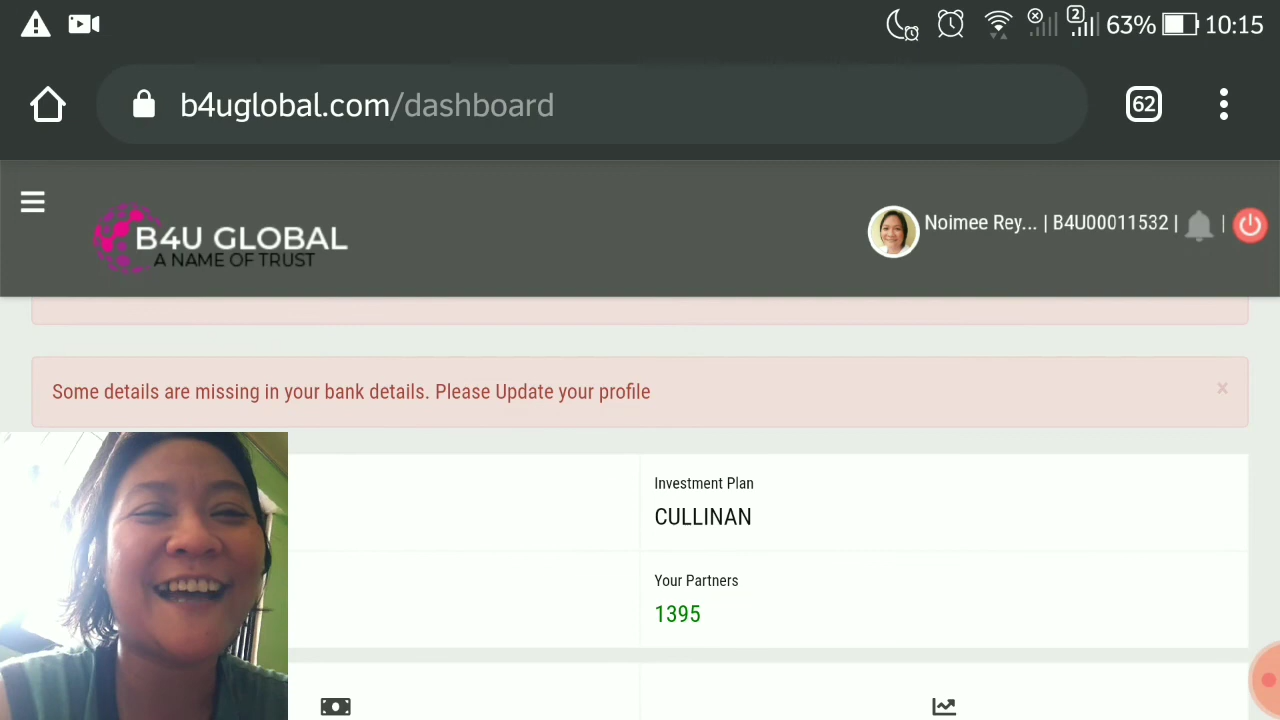 63% 10:15
b4uglobal.com/dashboard
62
B4U GLOBAL
A NAME OF TRUST
Noimee Rey... | B4U00011532 |
Some details are missing in your bank details. Please Update your profile
×
Investment Plan
CULLINAN
Your Partners
1395